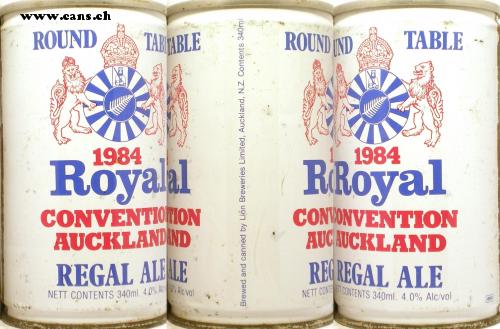 www.cans.ch
ROUND TABLE
1984
Royal
CONVENTION
AUCKLAND
REGAL ALE
NETT CONTENTS 340ml. 4.0% Alc/vol
Brewed and canned by Lion Breweries Limited, Auckland, N.Z. Contents 340ml
ROUND TABLE
1984
Royal
CONVENTION
AUCKLAND
REGAL ALE
NETT CONTENTS 340ml. 4.0% Alc/vol